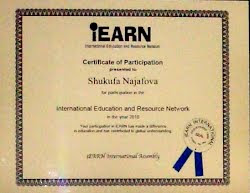 iEARN
International Education and Resource Network
Certificate of Participation
presented to
Shukufa Najafova
for participation in the
International Education and Resource Network
in the year 2010
Your participation in iEARN has made a difference
in education and has contributed to global understanding.
iEARN International Assembly
iEARN INTERNATIONAL